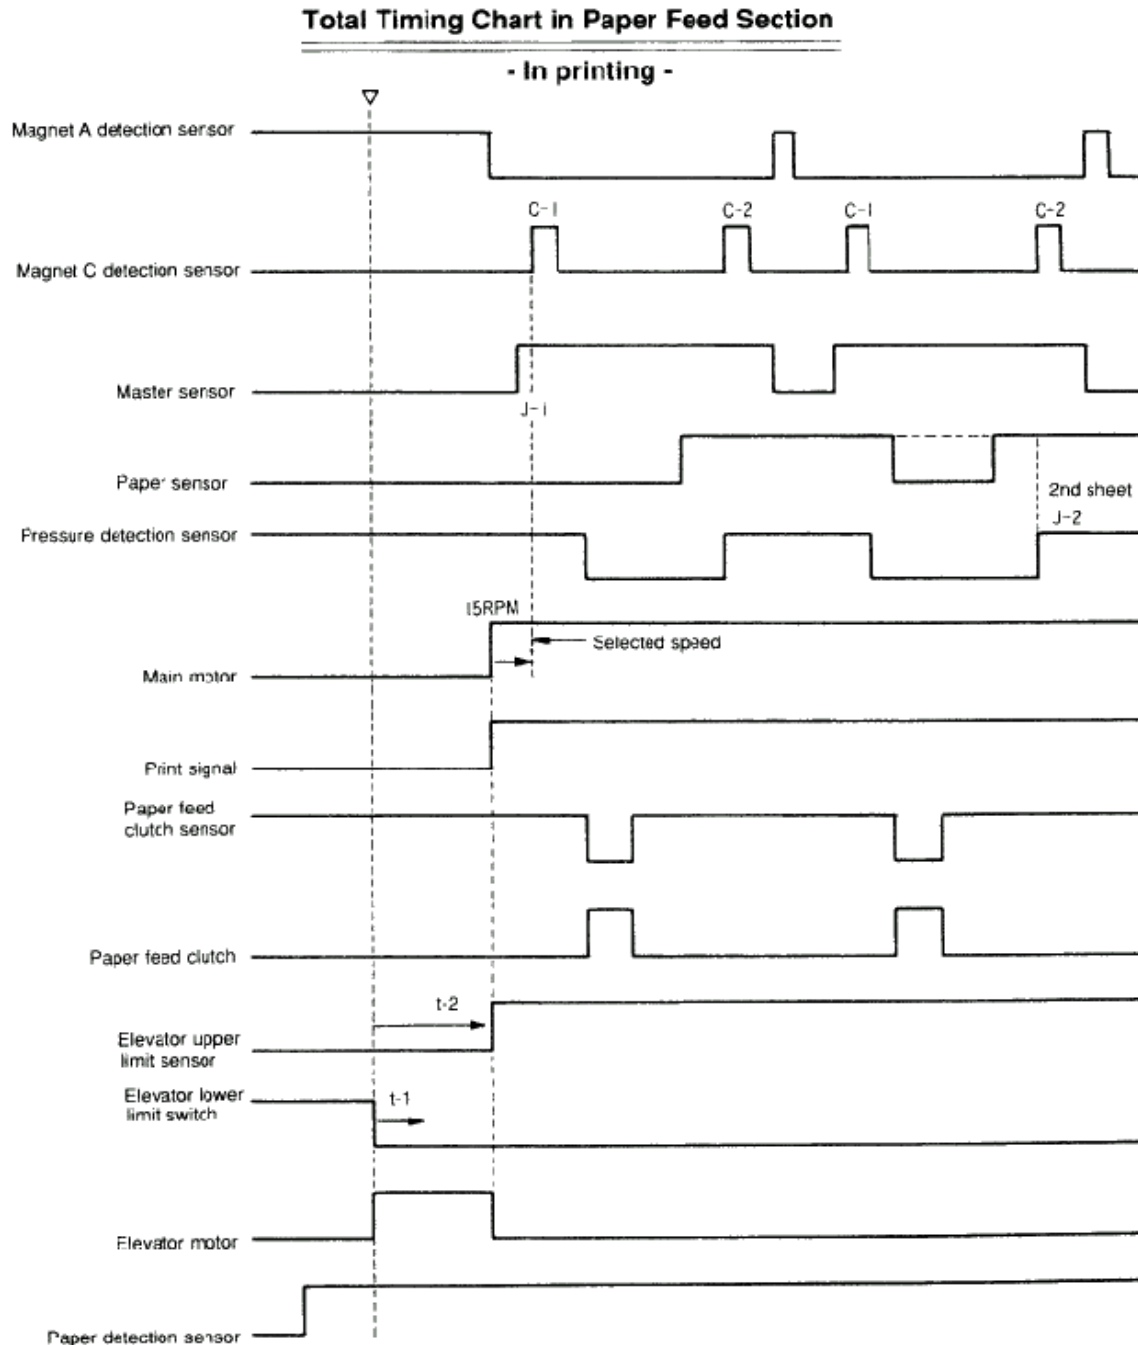 Total Timing Chart in Paper Feed Section
- In printing -
Magnet A detection sensor
C-1
C-2
C-1
C-2
Magnet C detection sensor
Master sensor
J-1
Paper sensor
2nd sheet
J-2
Pressure detection sensor
15RPM
Selected speed
Main motor
Print signal
Paper feed
clutch sensor
Paper feed clutch
t-2
Elevator upper
limit sensor
Elevator lower
limit switch
t-1
Elevator motor
Paper detection sensor